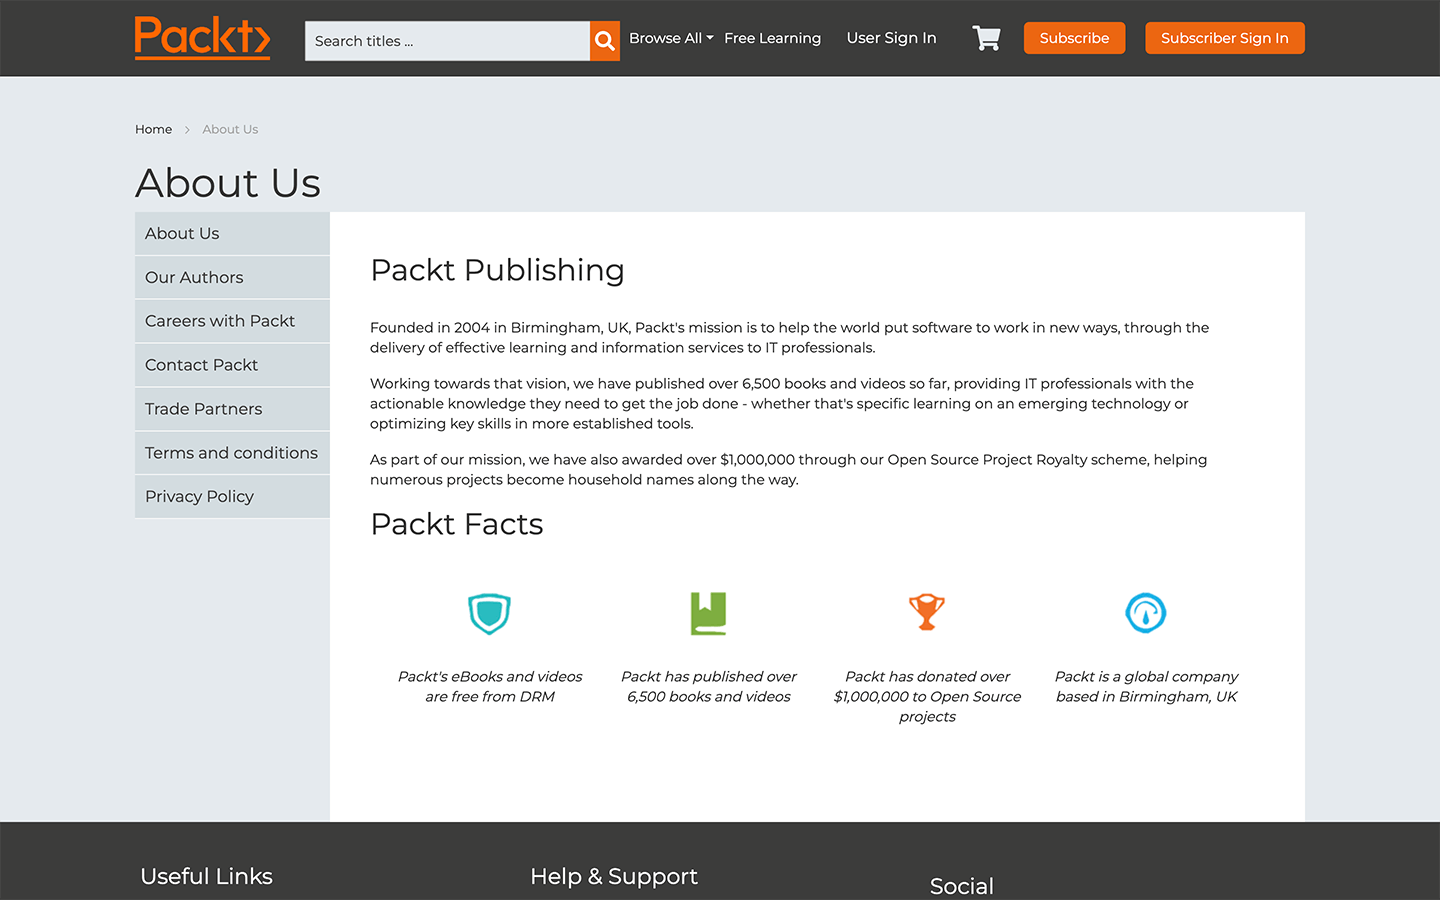 Packt
Search titles ...
Browse All
Free Learning
User Sign In
Subscribe
Subscriber Sign In
Home
About Us
About Us
About Us
Our Authors
Careers with Packt
Contact Packt
Trade Partners
Terms and conditions
Privacy Policy
Packt Publishing
Founded in 2004 in Birmingham, UK, Packt's mission is to help the world put software to work in new ways, through the
delivery of effective learning and information services to IT professionals.
Working towards that vision, we have published over 6,500 books and videos so far, providing IT professionals with the
actionable knowledge they need to get the job done - whether that's specific learning on an emerging technology or
optimizing key skills in more established tools.
As part of our mission, we have also awarded over $1,000,000 through our Open Source Project Royalty scheme, helping
numerous projects become household names along the way.
Packt Facts
Packt's eBooks and videos
are free from DRM
Packt has published over
6,500 books and videos
Packt has donated over
$1,000,000 to Open Source
projects
Packt is a global company
based in Birmingham, UK
Useful Links
Help & Support
Social